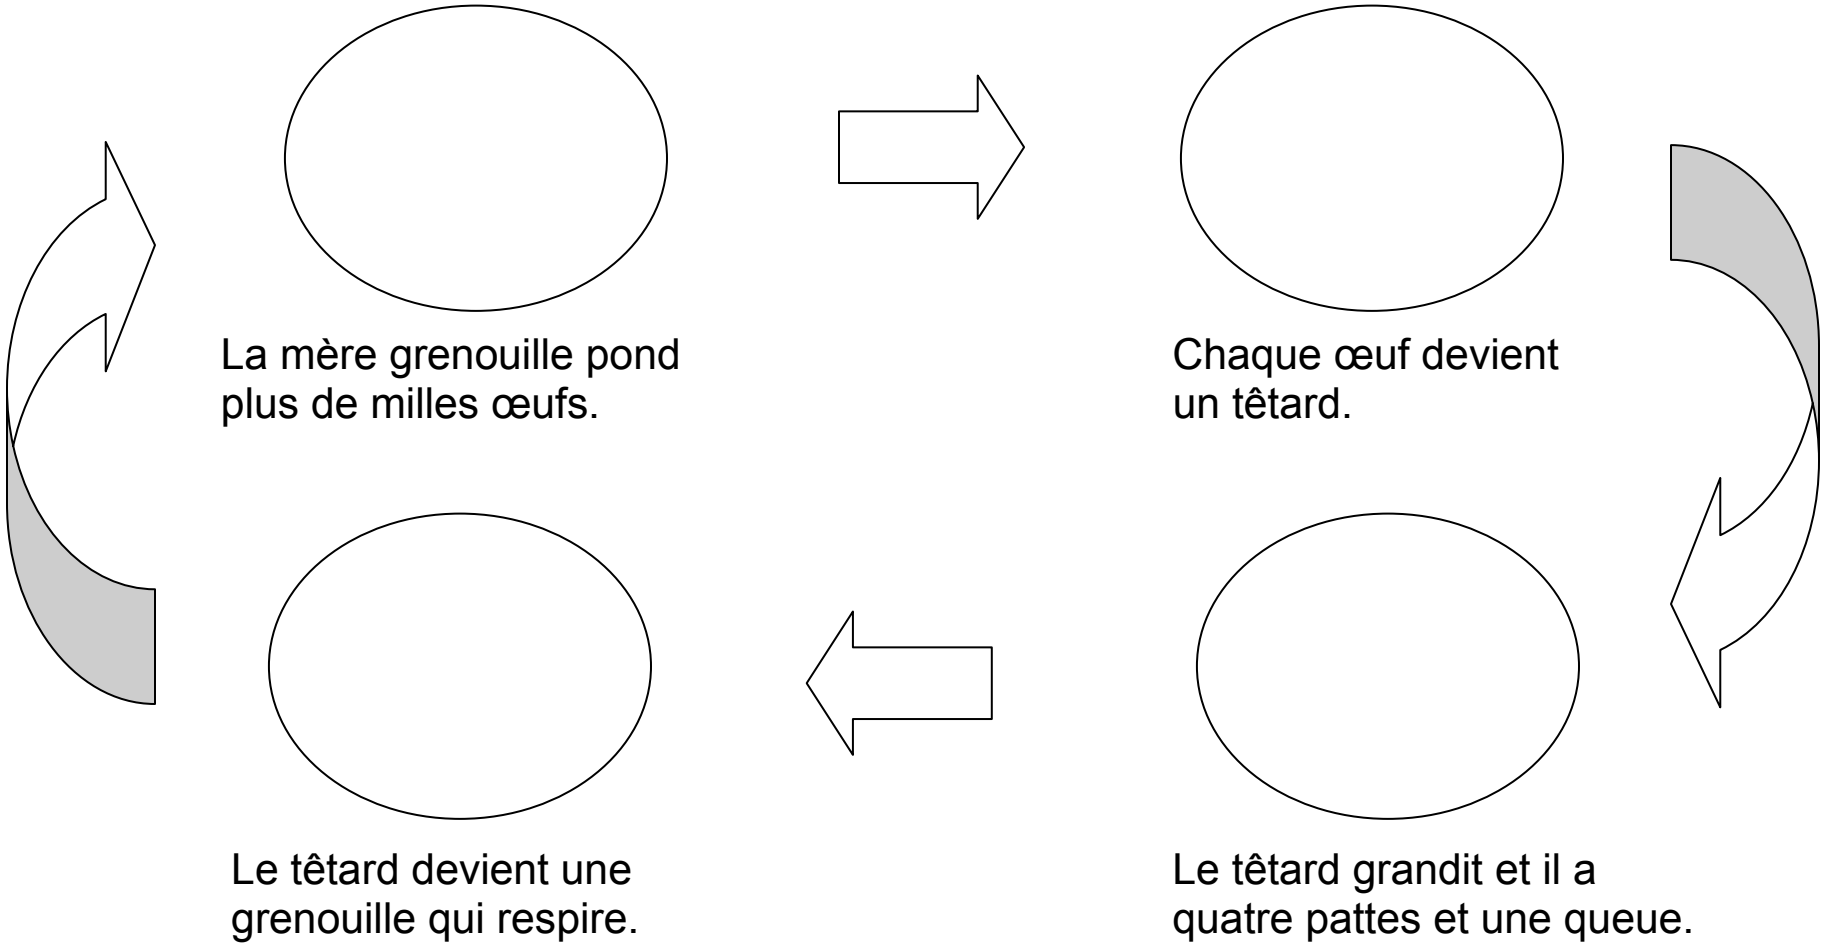 La mère grenouille pond
plus de milles œufs.
Chaque œuf devient
un têtard.
Le têtard grandit et il a
quatre pattes et une queue.
Le têtard devient une
grenouille qui respire.